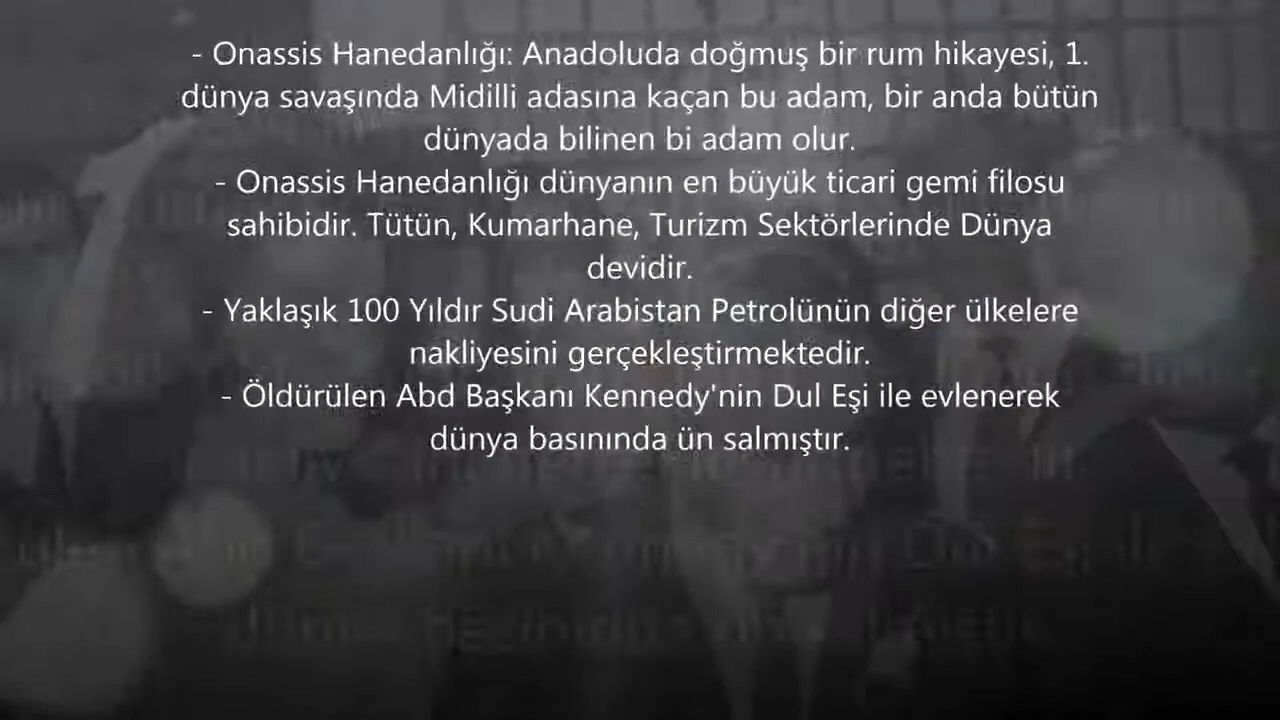 - Onassis Hanedanlığı: Anadoluda doğmuş bir rum hikayesi, 1.
dünya savaşında Midilli adasına kaçan bu adam, bir anda bütün
dünyada bilinen bi adam olur.
- Onassis Hanedanlığı dünyanın en büyük ticari gemi filosu
sahibidir. Tütün, Kumarhane, Turizm Sektörlerinde Dünya
devidir.
- Yaklaşık 100 Yıldır Sudi Arabistan Petrolünün diğer ülkelere
nakliyesini gerçekleştirmektedir.
- Öldürülen Abd Başkanı Kennedy'nin Dul Eşi ile evlenerek
dünya basınında ün salmıştır.